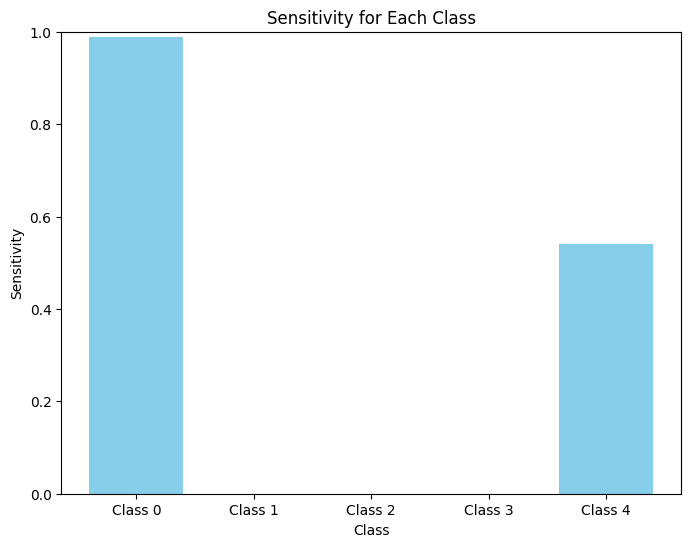 Sensitivity for Each Class
1.0
0.8
0.6
0.4
0.2
0.0
Sensitivity
Class 0
Class 1
Class 2
Class 3
Class 4
Class